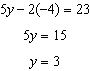 5y − 2(−4) = 23
5y = 15
y = 3